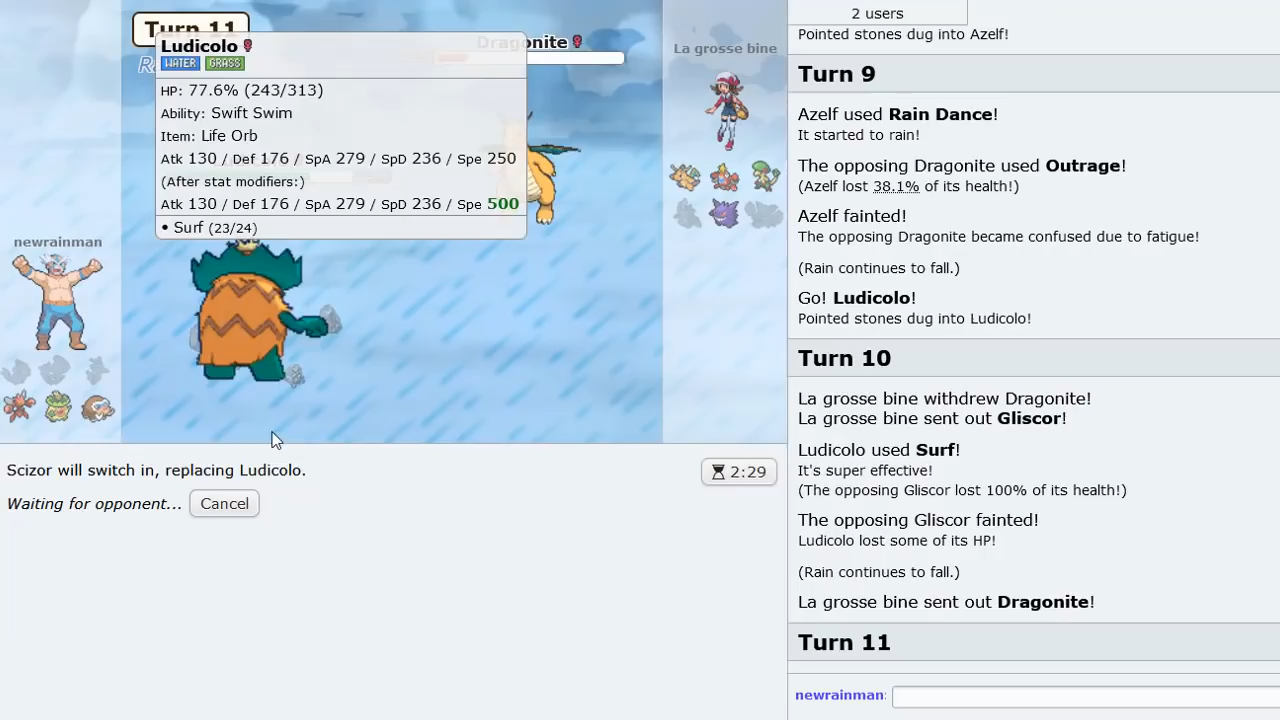 Turn 11
Ludicolo
WATER GRASS
HP: 77.6% (243/313)
Ability: Swift Swim
Item: Life Orb
Atk 130 / Def 176 / SpA 279 / SpD 236 / Spe 250
(After stat modifiers:)
Atk 130 / Def 176 / SpA 279 / SpD 236 / Spe 500
• Surf (23/24)
Dragonite
La grosse bine
newrainman
Scizor will switch in, replacing Ludicolo.
2:29
Waiting for opponent... Cancel
2 users
Pointed stones dug into Azelf!
Turn 9
Azelf used Rain Dance!
It started to rain!
The opposing Dragonite used Outrage!
(Azelf lost 38.1% of its health!)
Azelf fainted!
The opposing Dragonite became confused due to fatigue!
(Rain continues to fall.)
Go! Ludicolo!
Pointed stones dug into Ludicolo!
Turn 10
La grosse bine withdrew Dragonite!
La grosse bine sent out Gliscor!
Ludicolo used Surf!
It's super effective!
(The opposing Gliscor lost 100% of its health!)
The opposing Gliscor fainted!
Ludicolo lost some of its HP!
(Rain continues to fall.)
La grosse bine sent out Dragonite!
Turn 11
newrainman: